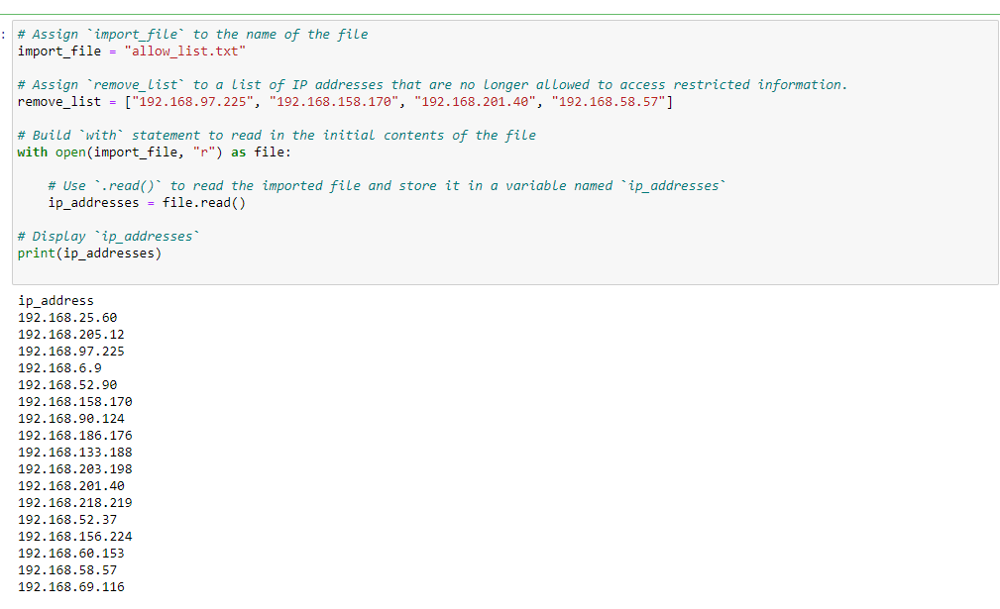 :
# Assign `import_file` to the name of the file
import_file = "allow_list.txt"
# Assign `remove_list` to a list of IP addresses that are no longer allowed to access restricted information.
remove_list = ["192.168.97.225", "192.168.158.170", "192.168.201.40", "192.168.58.57"]
# Build `with` statement to read in the initial contents of the file
with open(import_file, "r") as file:
# Use `.read()` to read the imported file and store it in a variable named `ip_addresses`
ip_addresses = file.read()
# Display `ip_addresses`
print(ip_addresses)
ip_address
192.168.25.60
192.168.205.12
192.168.97.225
192.168.6.9
192.168.52.90
192.168.158.170
192.168.90.124
192.168.186.176
192.168.133.188
192.168.203.198
192.168.201.40
192.168.218.219
192.168.52.37
192.168.156.224
192.168.60.153
192.168.58.57
192.168.69.116